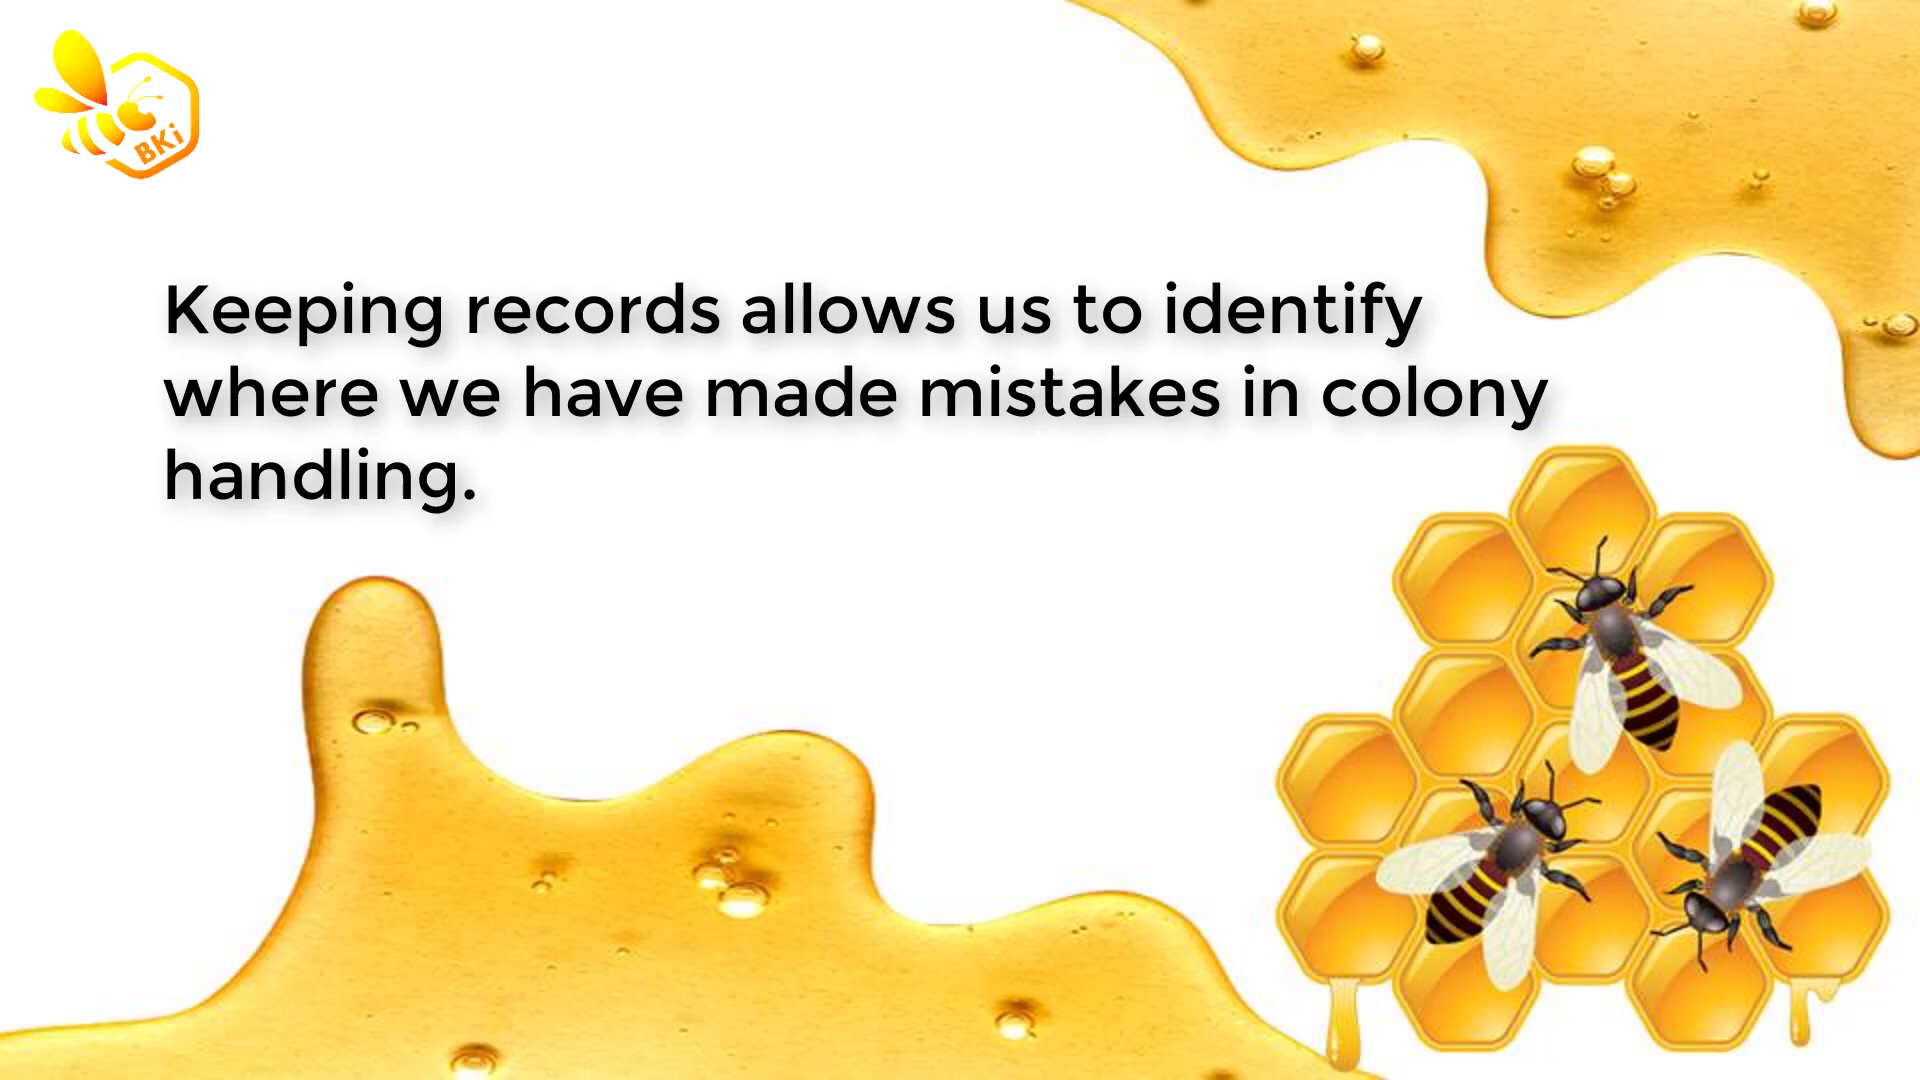 BKi
Keeping records allows us to identify
where we have made mistakes in colony
handling.